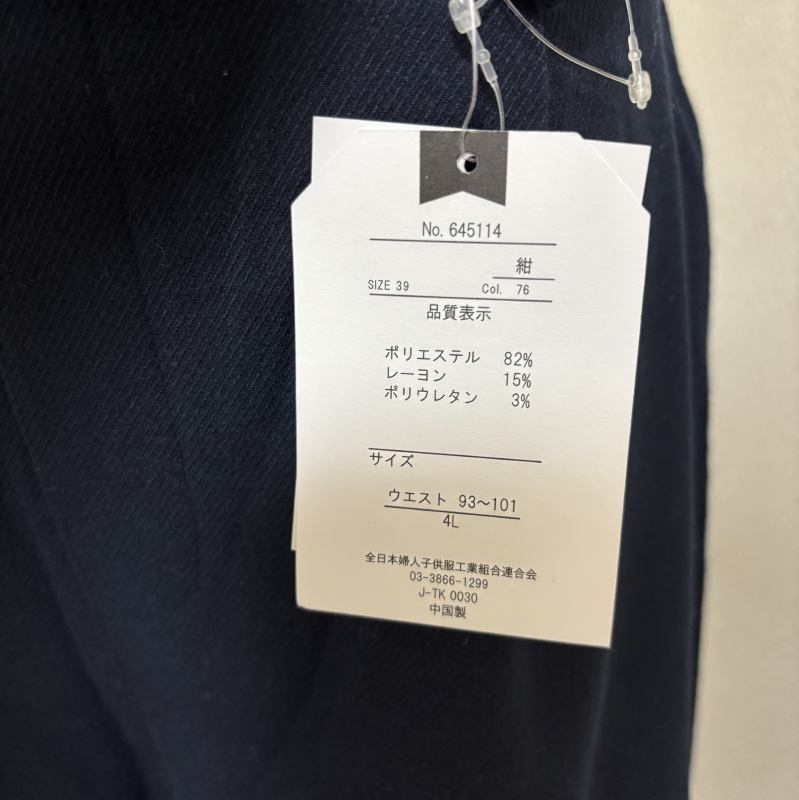 No. 645114
紺
SIZE 39 Col. 76
品質表示
ポリエステル 82%
レーヨン 15%
ポリウレタン 3%
サイズ
ウエスト 93～101
4L
全日本婦人子供服工業組合連合会
03-3866-1299
J-TK 0030
中国製